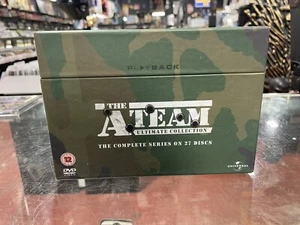 PLAYBACK
THE
A TEAM
ULTIMATE COLLECTION
THE COMPLETE SERIES ON 27 DISCS
12
DVD
UNIVERSAL